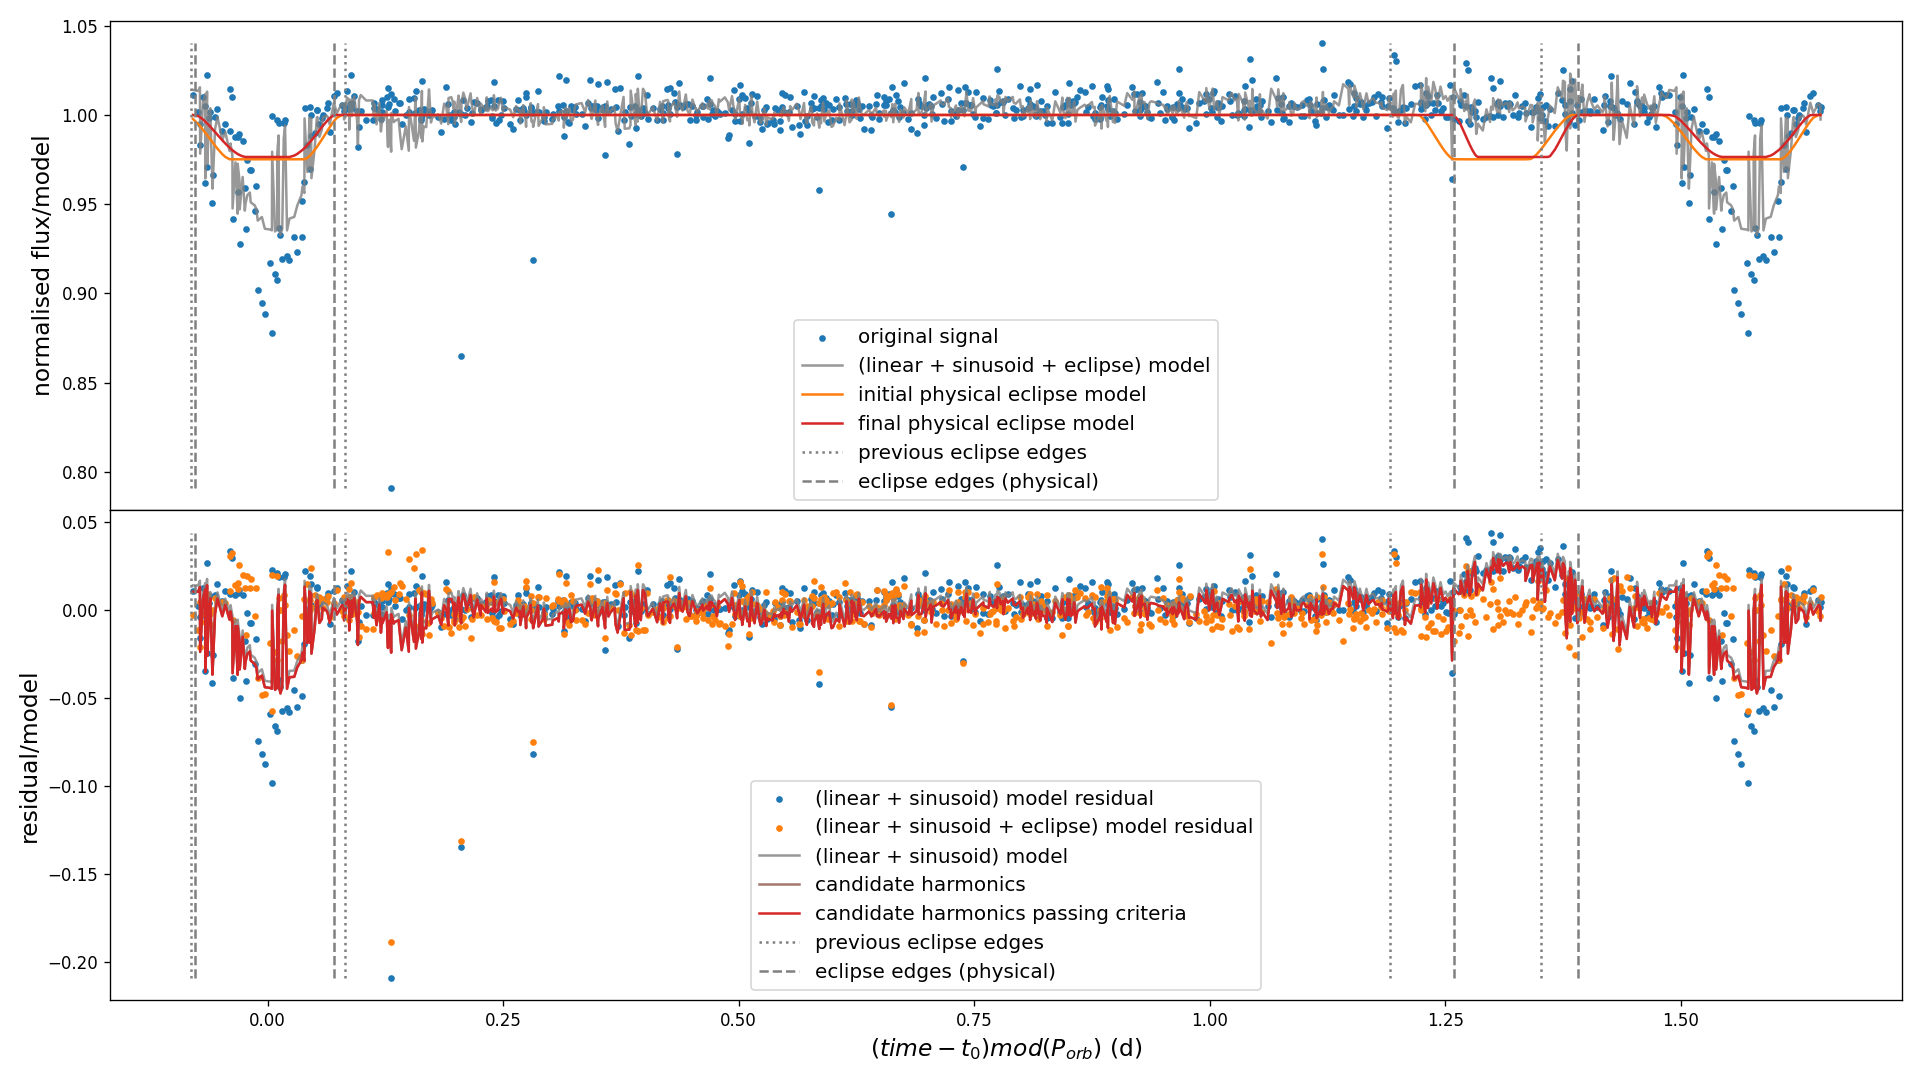 1.05
1.00
0.95
0.90
0.85
0.80
normalised flux/model
original signal
(linear + sinusoid + eclipse) model
initial physical eclipse model
final physical eclipse model
previous eclipse edges
eclipse edges (physical)
0.05
0.00
−0.05
−0.10
−0.15
−0.20
residual/model
(linear + sinusoid) model residual
(linear + sinusoid + eclipse) model residual
(linear + sinusoid) model
candidate harmonics
candidate harmonics passing criteria
previous eclipse edges
eclipse edges (physical)
0.00 0.25 0.50 0.75 1.00 1.25 1.50
(time − t₀)mod(P_orb) (d)